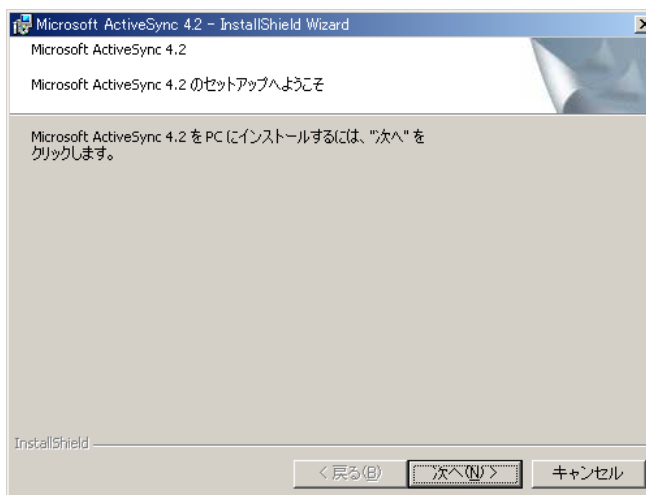 Microsoft ActiveSync 4.2 - InstallShield Wizard
Microsoft ActiveSync 4.2
Microsoft ActiveSync 4.2 のセットアップへようこそ
Microsoft ActiveSync 4.2 を PC にインストールするには、"次へ" を
クリックします。
InstallShield
< 戻る(B) 次へ(N) > キャンセル